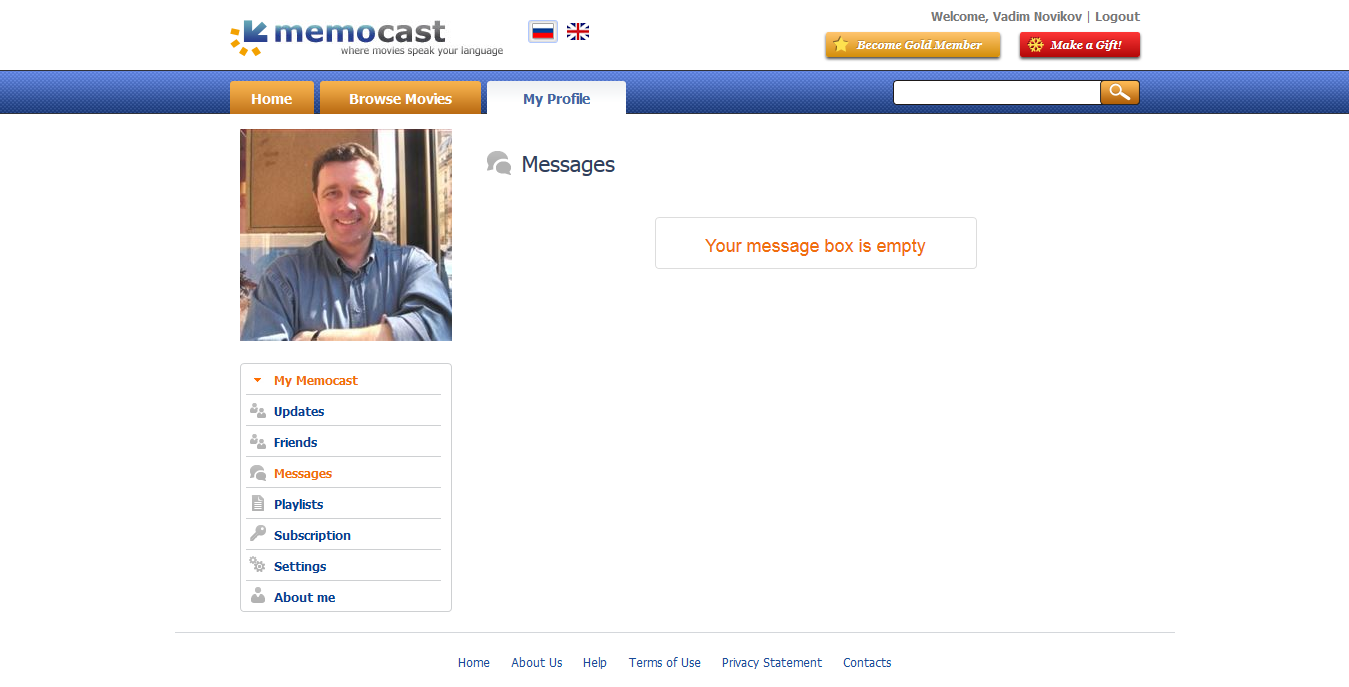 memocast
where movies speak your language
Welcome, Vadim Novikov | Logout
Become Gold Member
Make a Gift!
Home
Browse Movies
My Profile
Messages
Your message box is empty
My Memocast
Updates
Friends
Messages
Playlists
Subscription
Settings
About me
Home About Us Help Terms of Use Privacy Statement Contacts